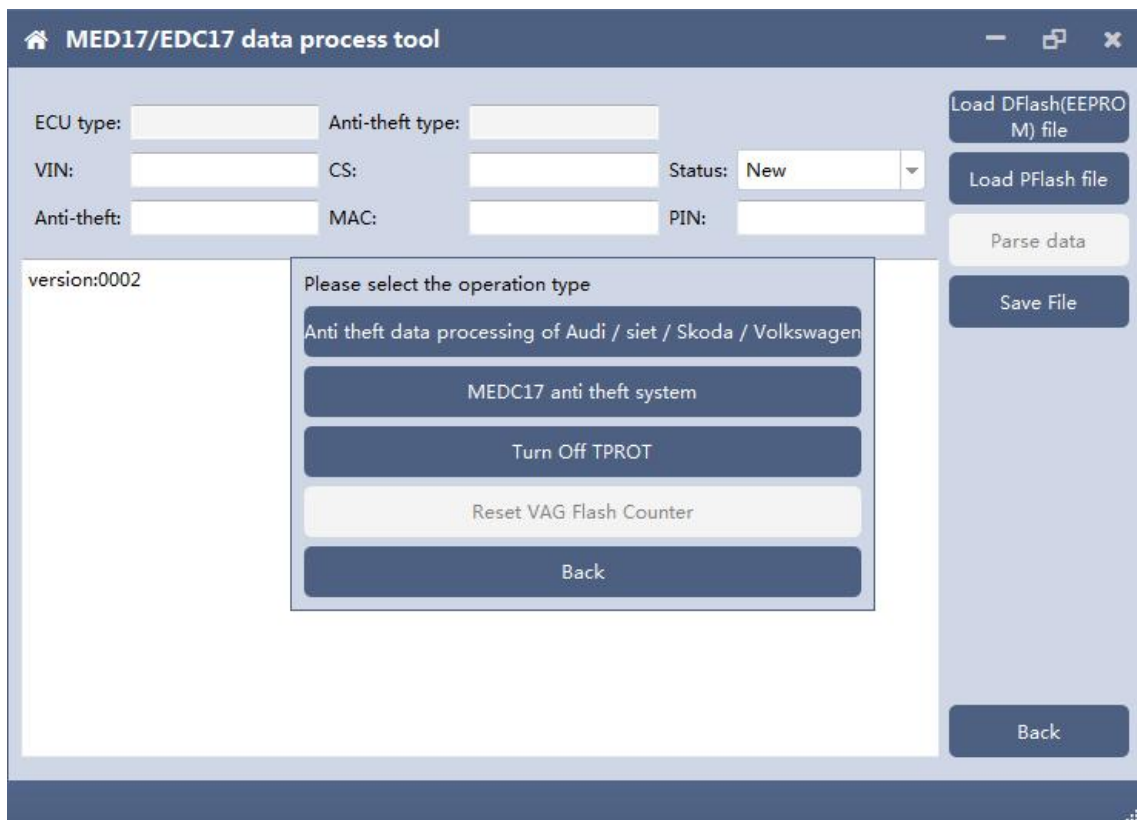 MED17/EDC17 data process tool
ECU type:
Anti-theft type:
Load DFlash(EEPRO
M) file
VIN:
CS:
Status: New
Load PFlash file
Anti-theft:
MAC:
PIN:
Parse data
version:0002
Please select the operation type
Save File
Anti theft data processing of Audi / siet / Skoda / Volkswagen
MEDC17 anti theft system
Turn Off TPROT
Reset VAG Flash Counter
Back
Back